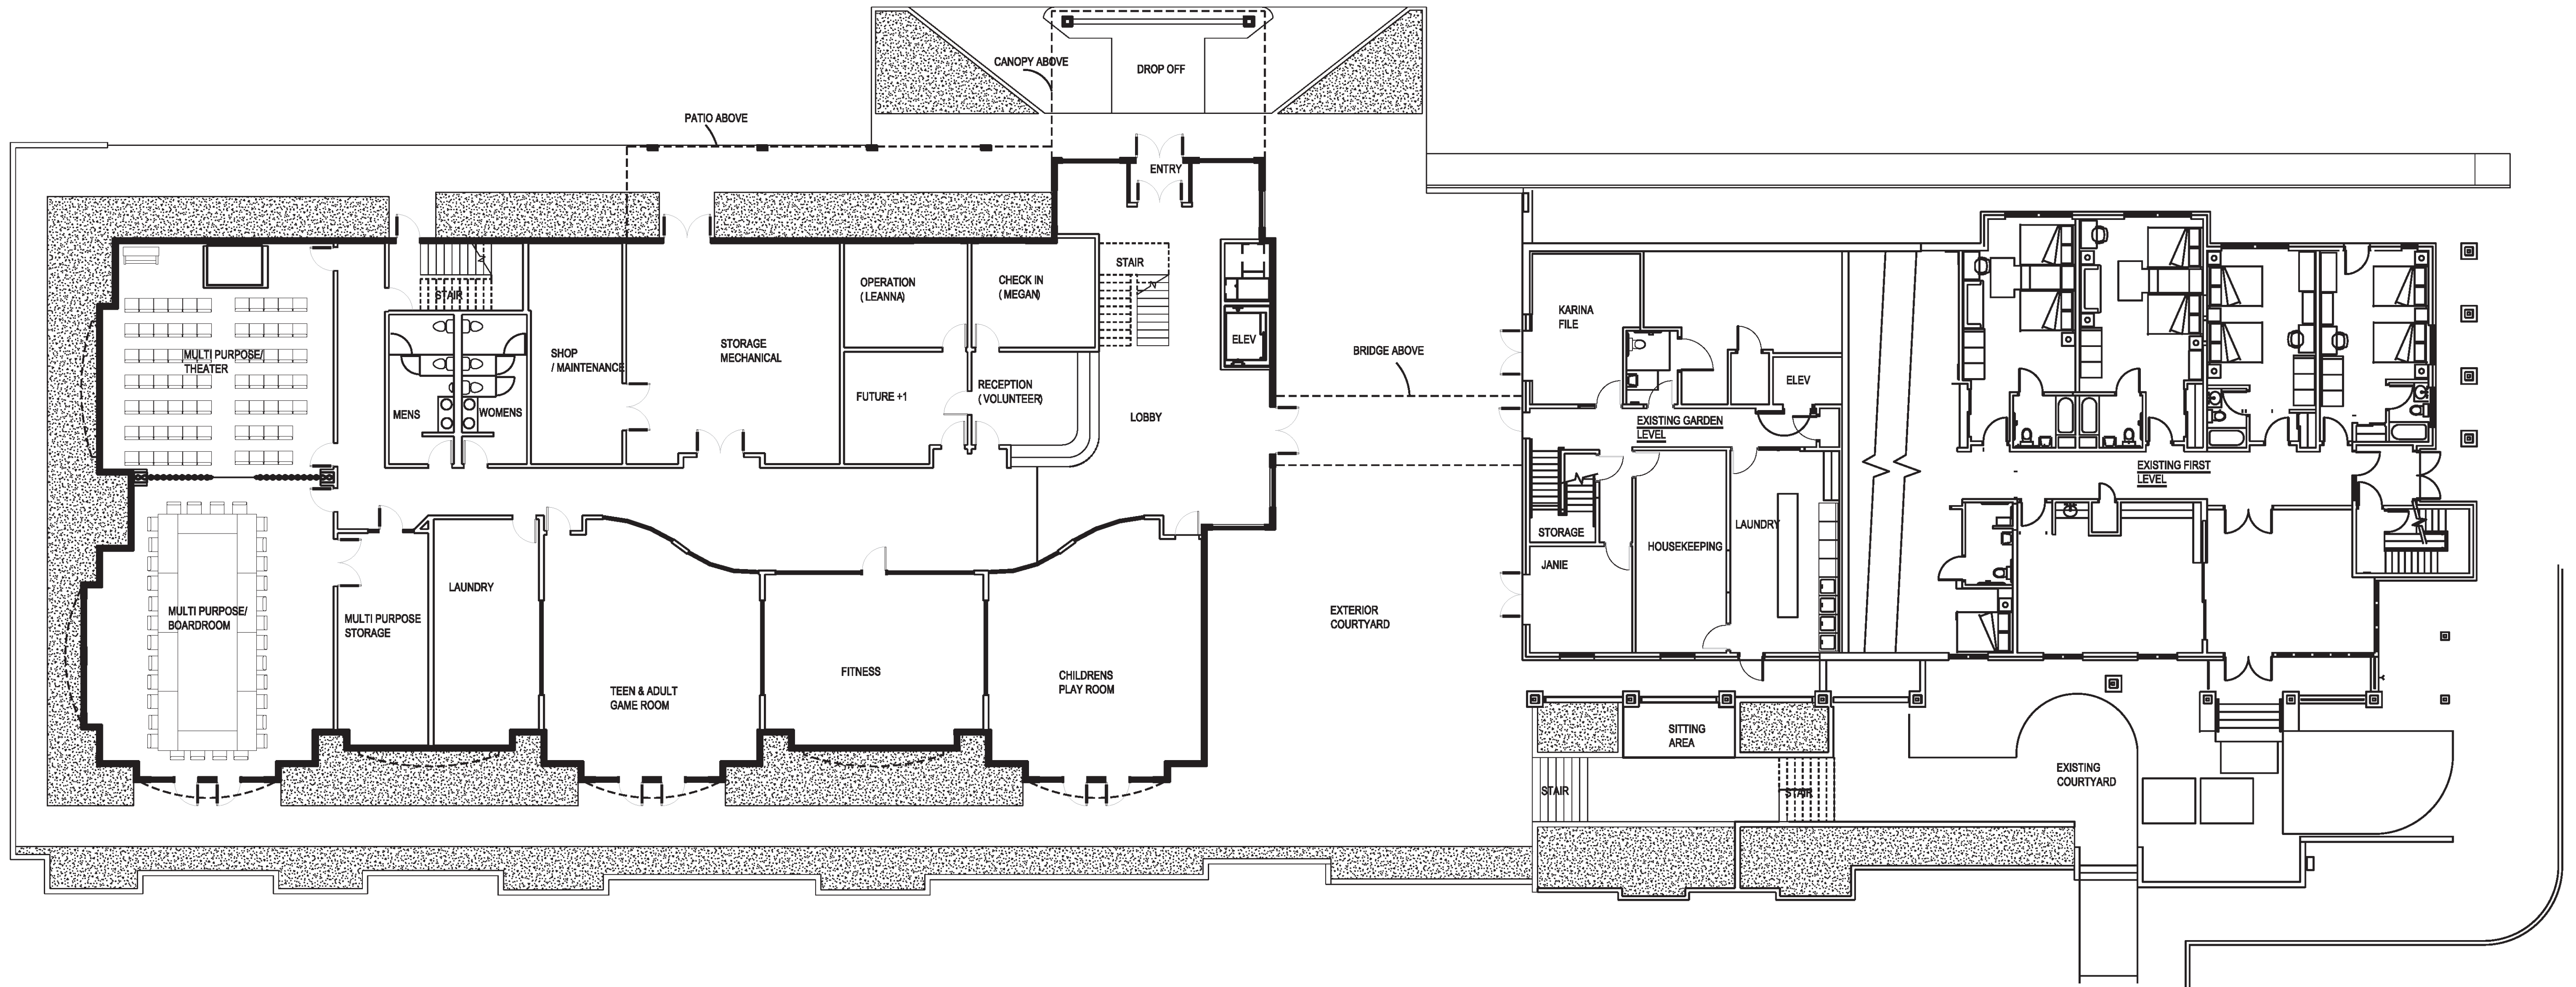 CANOPY ABOVE
DROP OFF
PATIO ABOVE
ENTRY
STAIR
OPERATION
( LEANNA)
CHECK IN
( MEGAN)
STAIR
ELEV
MULTI PURPOSE/
THEATER
SHOP
/ MAINTENANCE
STORAGE
MECHANICAL
FUTURE +1
RECEPTION
( VOLUNTEER)
MENS
WOMENS
LOBBY
BRIDGE ABOVE
KARINA
FILE
ELEV
EXISTING GARDEN
LEVEL
EXISTING FIRST
LEVEL
STORAGE
LAUNDRY
HOUSEKEEPING
JANIE
MULTI PURPOSE/
BOARDROOM
MULTI PURPOSE
STORAGE
LAUNDRY
TEEN & ADULT
GAME ROOM
FITNESS
CHILDRENS
PLAY ROOM
EXTERIOR
COURTYARD
SITTING
AREA
STAIR
STAIR
EXISTING
COURTYARD